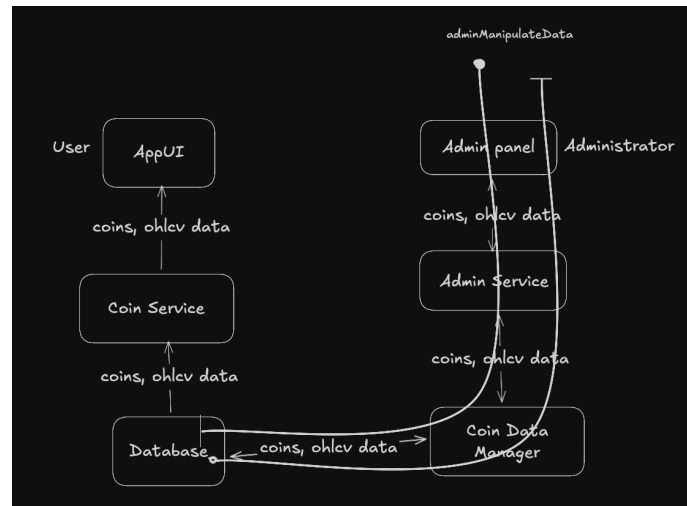 adminManipulateData
User
AppUI
Admin panel
Administrator
coins, ohlcv data
coins, ohlcv data
Coin Service
Admin Service
coins, ohlcv data
coins, ohlcv data
Database
coins, ohlcv data
Coin Data
Manager